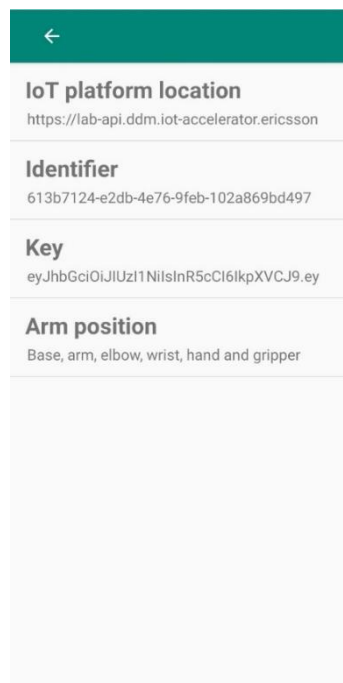 IoT platform location
https://lab-api.ddm.iot-accelerator.ericsson
Identifier
613b7124-e2db-4e76-9feb-102a869bd497
Key
eyJhbGciOiJIUzI1NiIsInR5cCI6IkpXVCJ9.ey
Arm position
Base, arm, elbow, wrist, hand and gripper